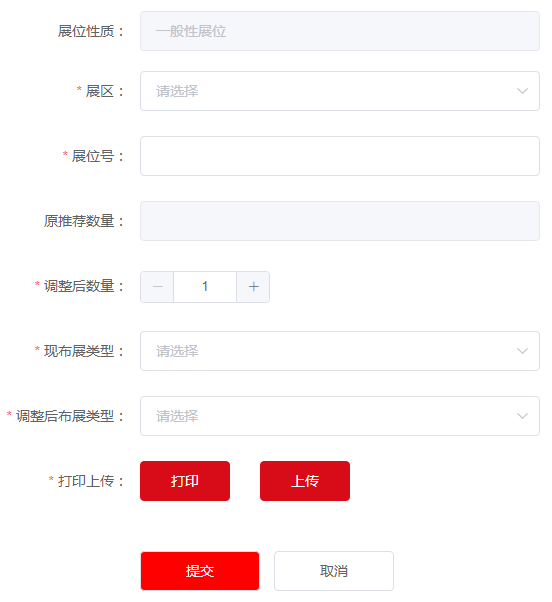 展位性质： 一般性展位
* 展区： 请选择
* 展位号：
原推荐数量：
* 调整后数量： － 1 +
* 现布展类型： 请选择
* 调整后布展类型： 请选择
* 打印上传： 打印 上传
提交 取消